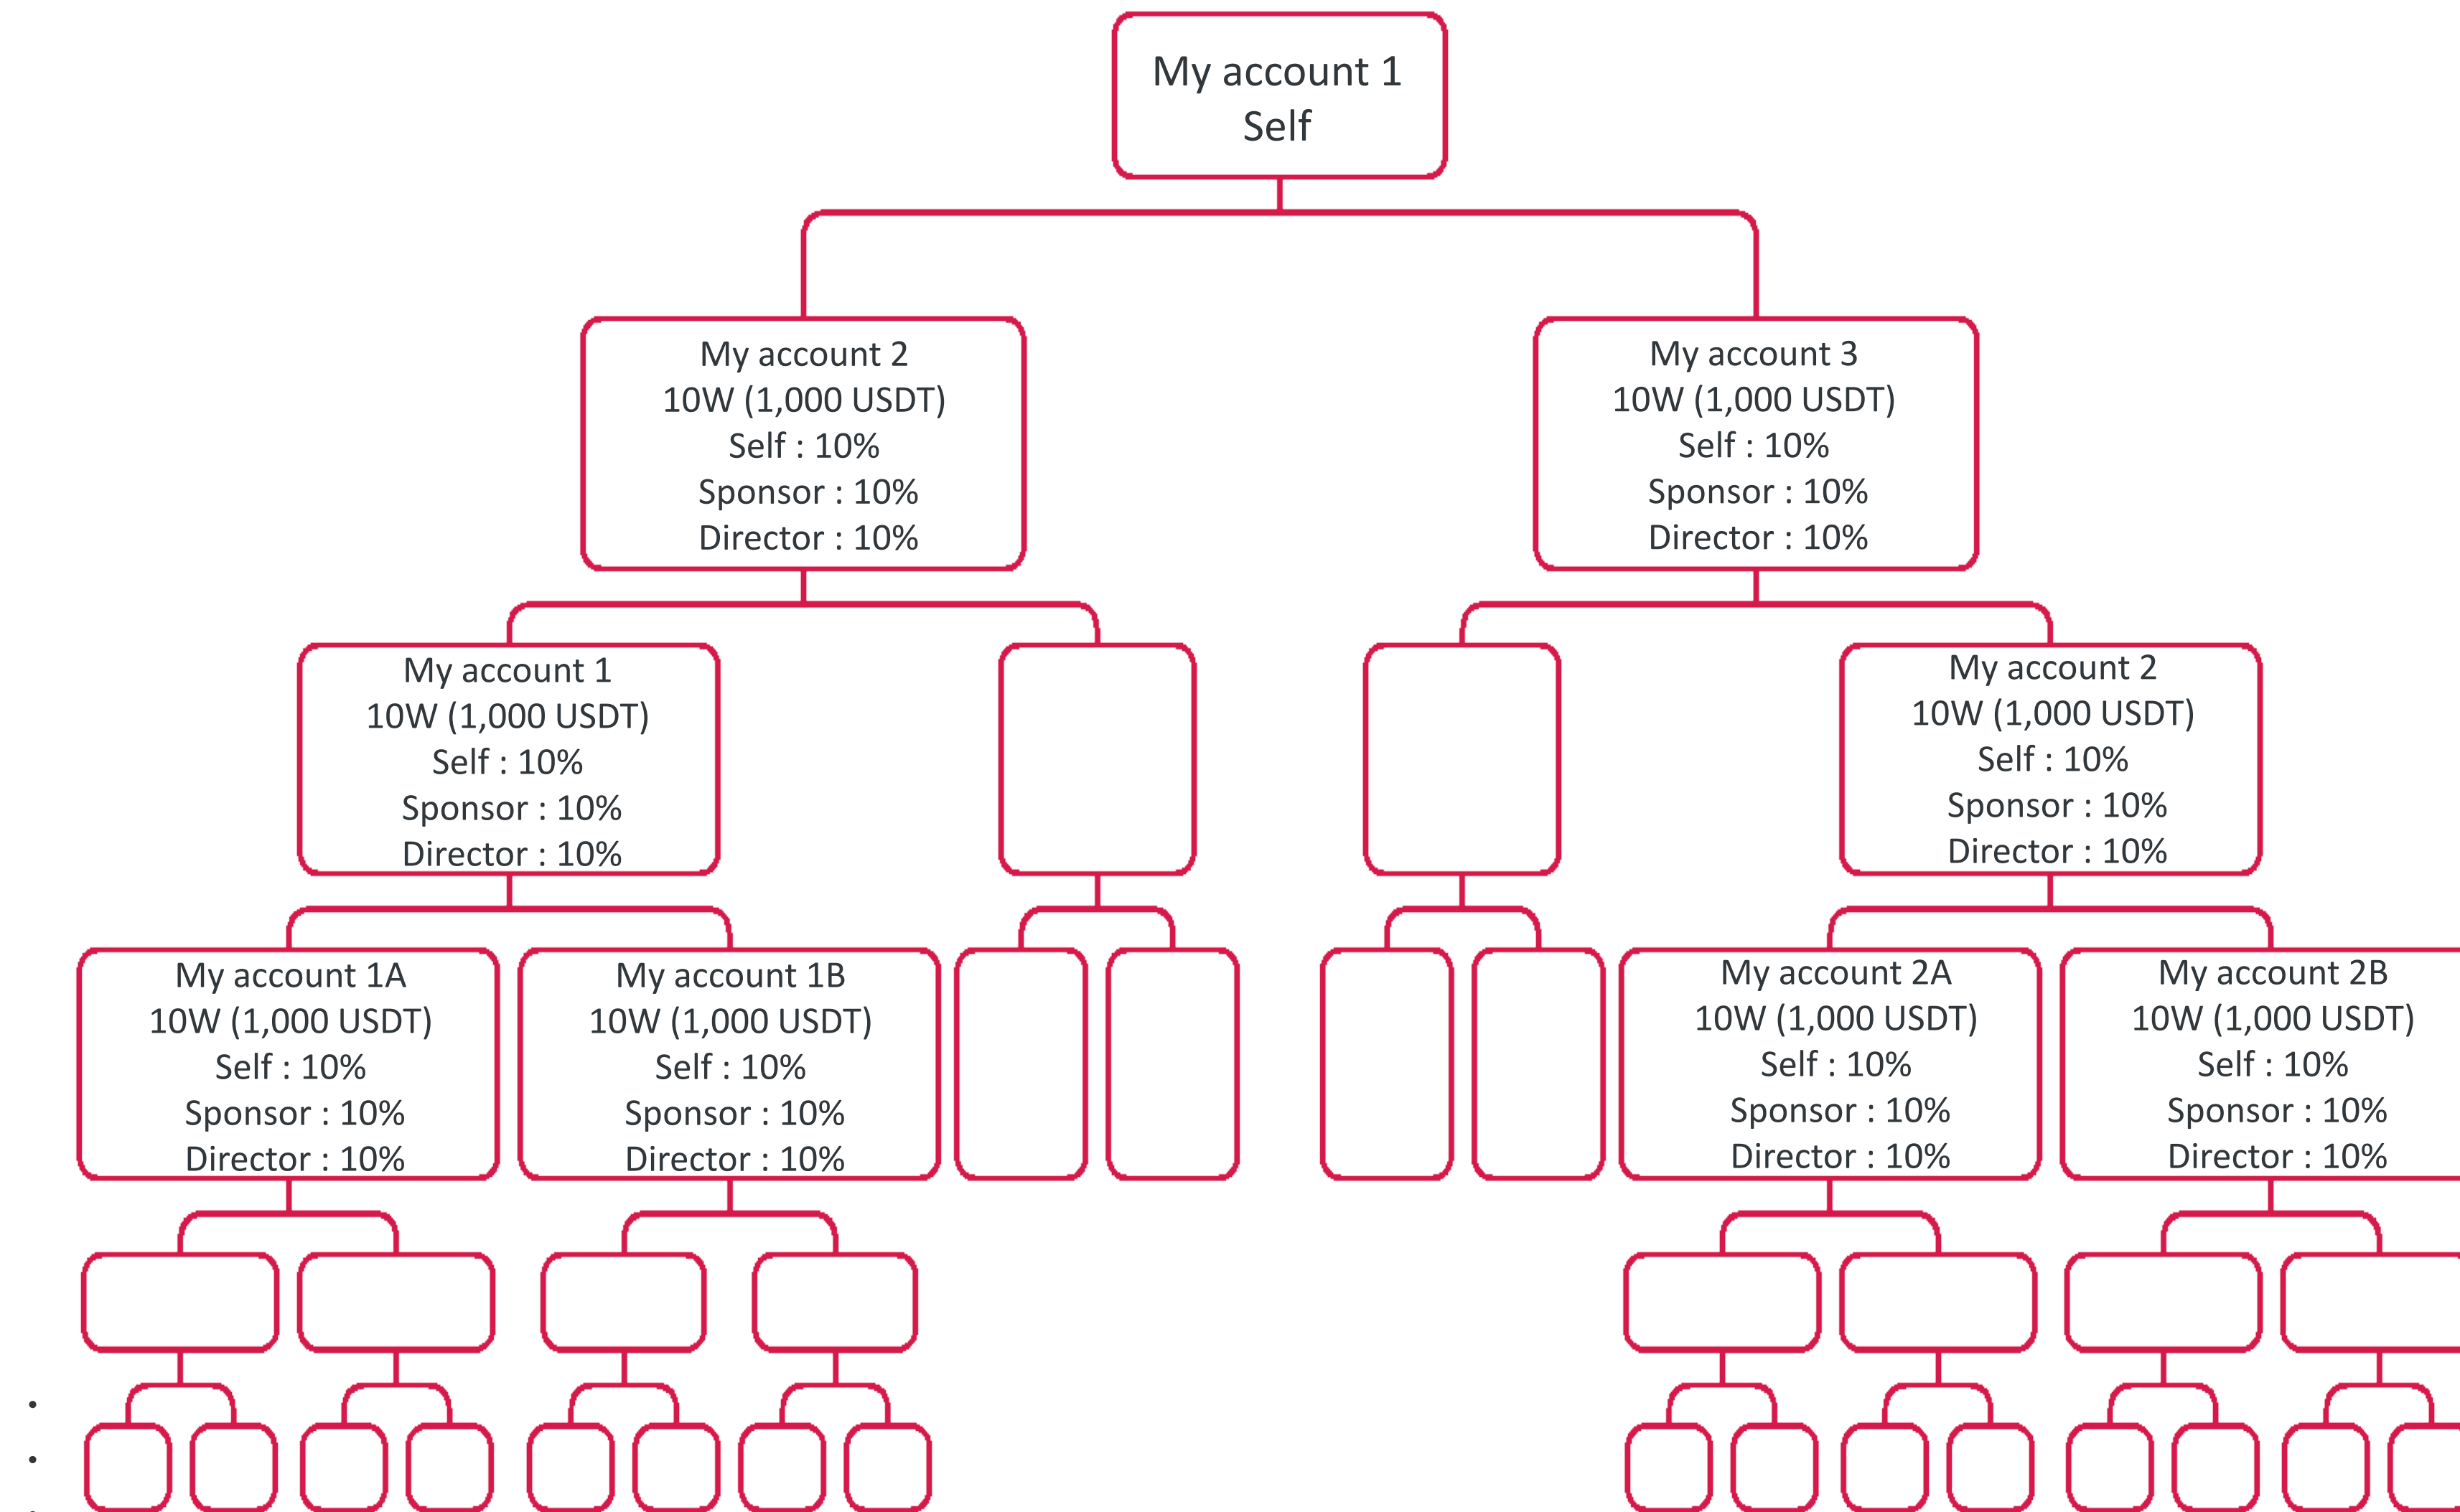 My account 1
Self
My account 2
10W (1,000 USDT)
Self : 10%
Sponsor : 10%
Director : 10%
My account 3
10W (1,000 USDT)
Self : 10%
Sponsor : 10%
Director : 10%
My account 1
10W (1,000 USDT)
Self : 10%
Sponsor : 10%
Director : 10%
My account 2
10W (1,000 USDT)
Self : 10%
Sponsor : 10%
Director : 10%
My account 1A
10W (1,000 USDT)
Self : 10%
Sponsor : 10%
Director : 10%
My account 1B
10W (1,000 USDT)
Self : 10%
Sponsor : 10%
Director : 10%
My account 2A
10W (1,000 USDT)
Self : 10%
Sponsor : 10%
Director : 10%
My account 2B
10W (1,000 USDT)
Self : 10%
Sponsor : 10%
Director : 10%